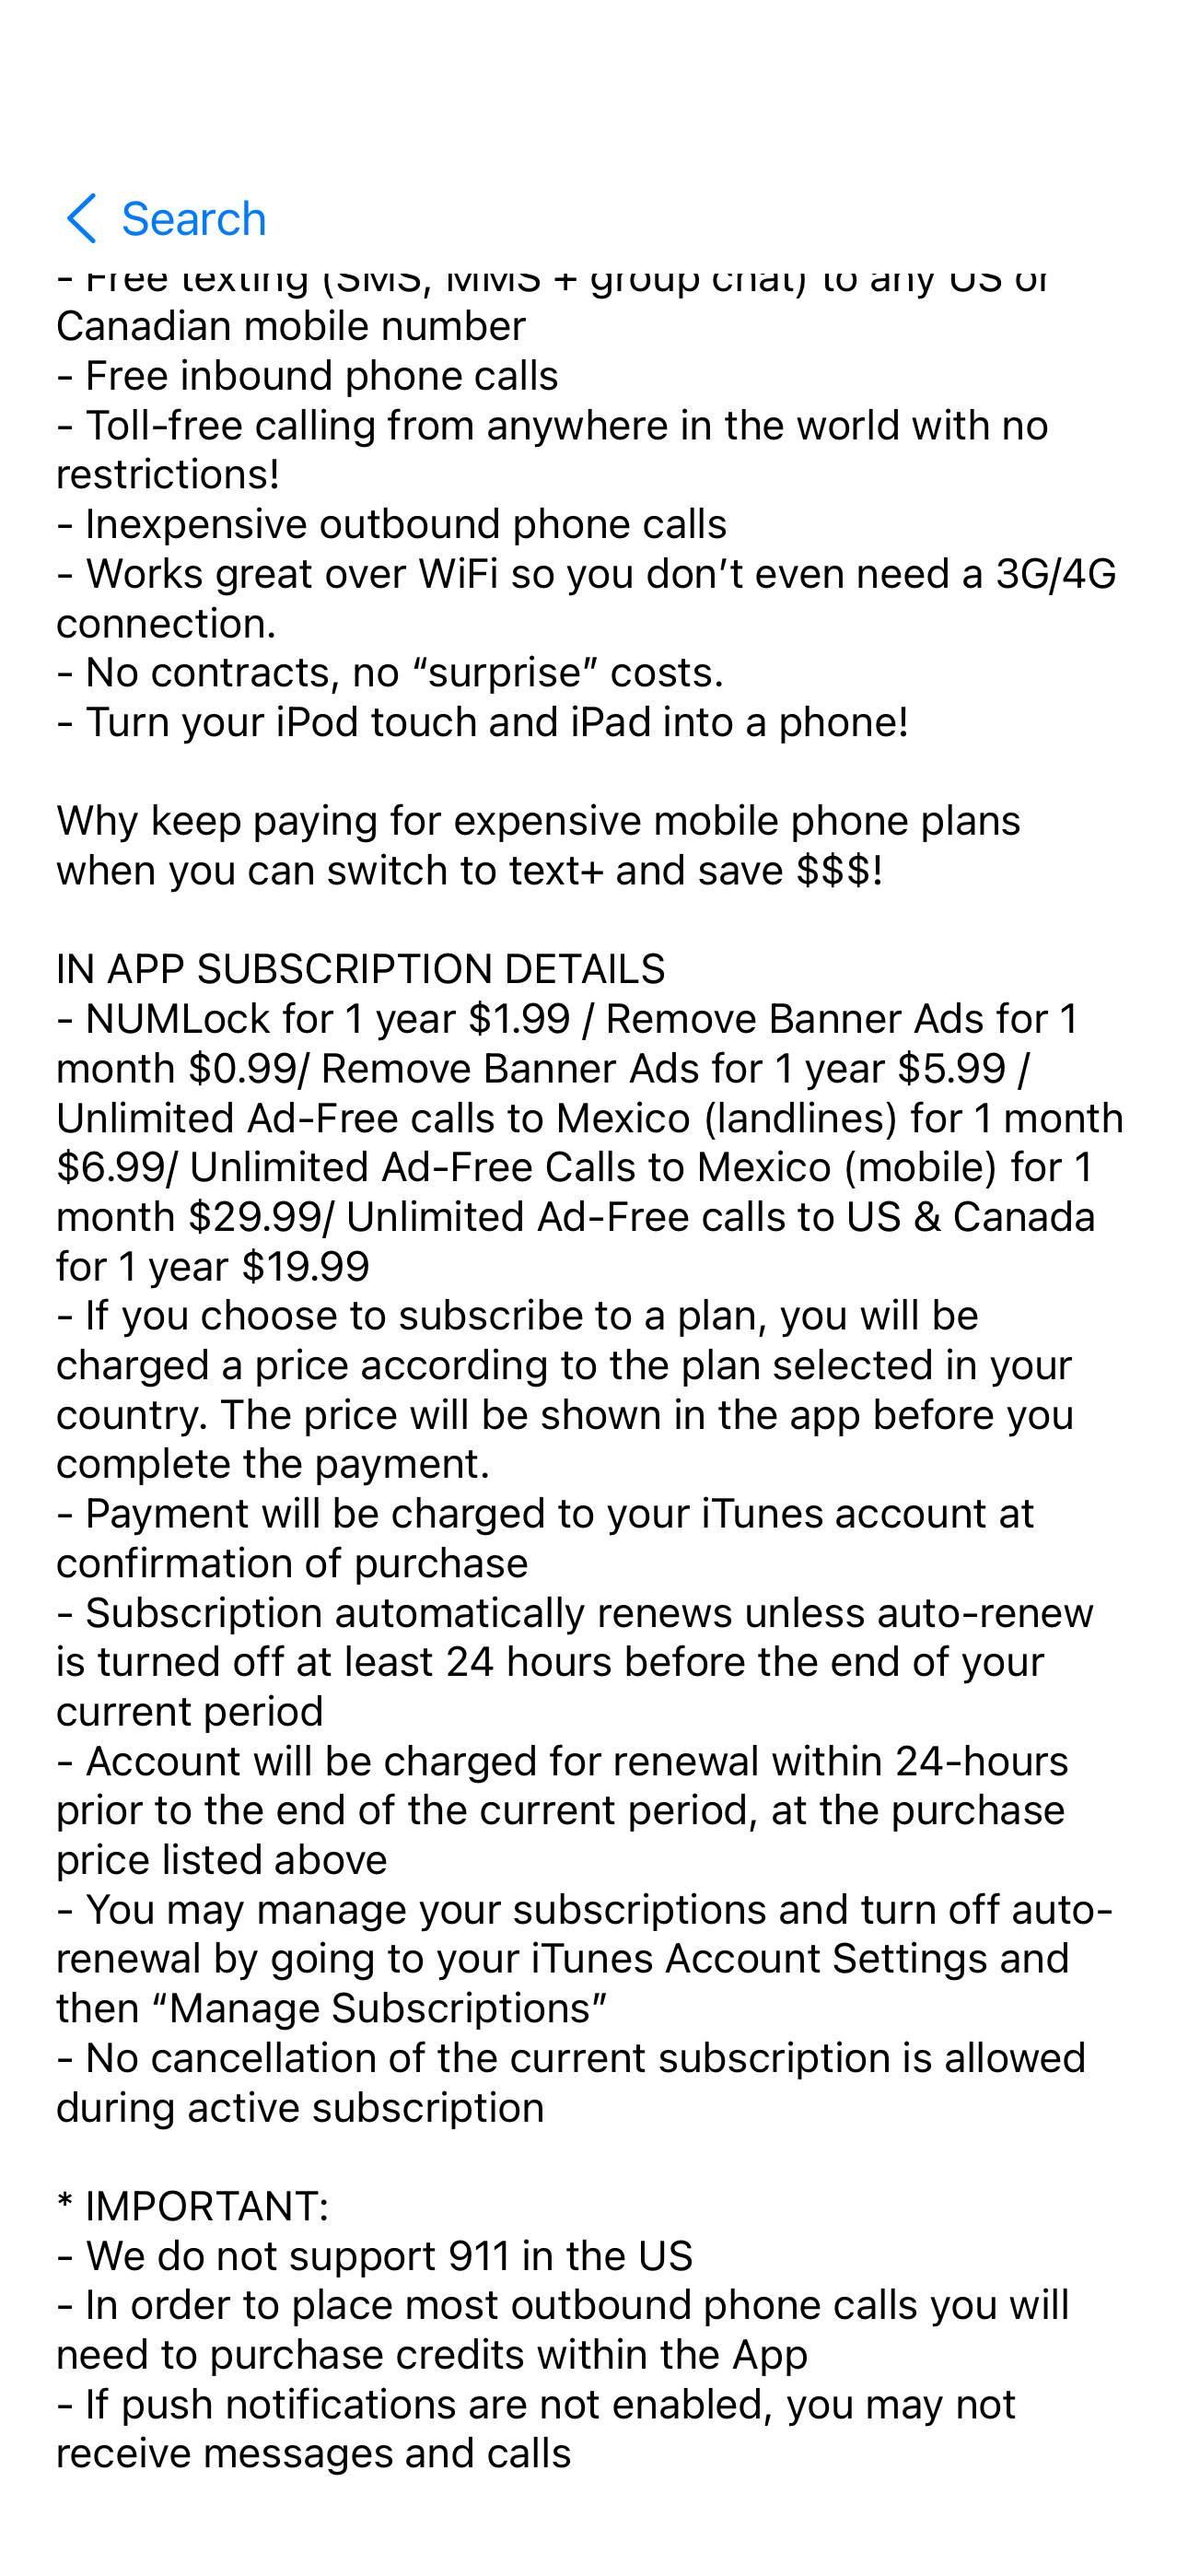 Search
- Free texting (SMS, MMS + group chat) to any US or
Canadian mobile number
- Free inbound phone calls
- Toll-free calling from anywhere in the world with no
restrictions!
- Inexpensive outbound phone calls
- Works great over WiFi so you don’t even need a 3G/4G
connection.
- No contracts, no “surprise” costs.
- Turn your iPod touch and iPad into a phone!
Why keep paying for expensive mobile phone plans
when you can switch to text+ and save $$$!
IN APP SUBSCRIPTION DETAILS
- NUMLock for 1 year $1.99 / Remove Banner Ads for 1
month $0.99/ Remove Banner Ads for 1 year $5.99 /
Unlimited Ad-Free calls to Mexico (landlines) for 1 month
$6.99/ Unlimited Ad-Free Calls to Mexico (mobile) for 1
month $29.99/ Unlimited Ad-Free calls to US & Canada
for 1 year $19.99
- If you choose to subscribe to a plan, you will be
charged a price according to the plan selected in your
country. The price will be shown in the app before you
complete the payment.
- Payment will be charged to your iTunes account at
confirmation of purchase
- Subscription automatically renews unless auto-renew
is turned off at least 24 hours before the end of your
current period
- Account will be charged for renewal within 24-hours
prior to the end of the current period, at the purchase
price listed above
- You may manage your subscriptions and turn off auto-
renewal by going to your iTunes Account Settings and
then “Manage Subscriptions”
- No cancellation of the current subscription is allowed
during active subscription
* IMPORTANT:
- We do not support 911 in the US
- In order to place most outbound phone calls you will
need to purchase credits within the App
- If push notifications are not enabled, you may not
receive messages and calls